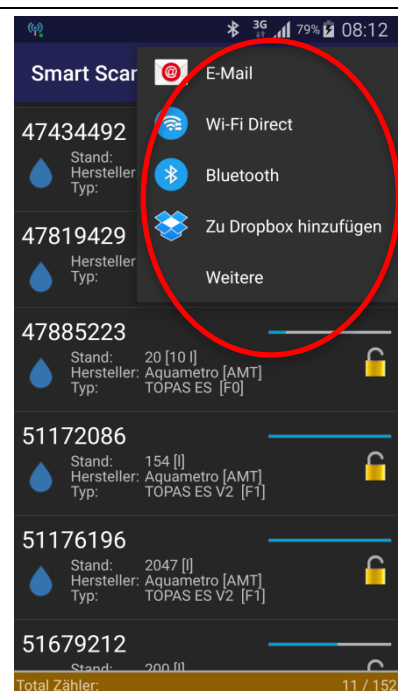 3G 79% 08:12
Smart Scan
E-Mail
47434492
Wi-Fi Direct
Stand:
Hersteller
Typ:
Bluetooth
47819429
Zu Dropbox hinzufügen
Hersteller
Typ:
Weitere
47885223
Stand: 20 [10 l]
Hersteller: Aquametro [AMT]
Typ: TOPAS ES [F0]
51172086
Stand: 154 [l]
Hersteller: Aquametro [AMT]
Typ: TOPAS ES V2 [F1]
51176196
Stand: 2047 [l]
Hersteller: Aquametro [AMT]
Typ: TOPAS ES V2 [F1]
51679212
Stand: 200 [l]
Total Zähler: 11 / 152